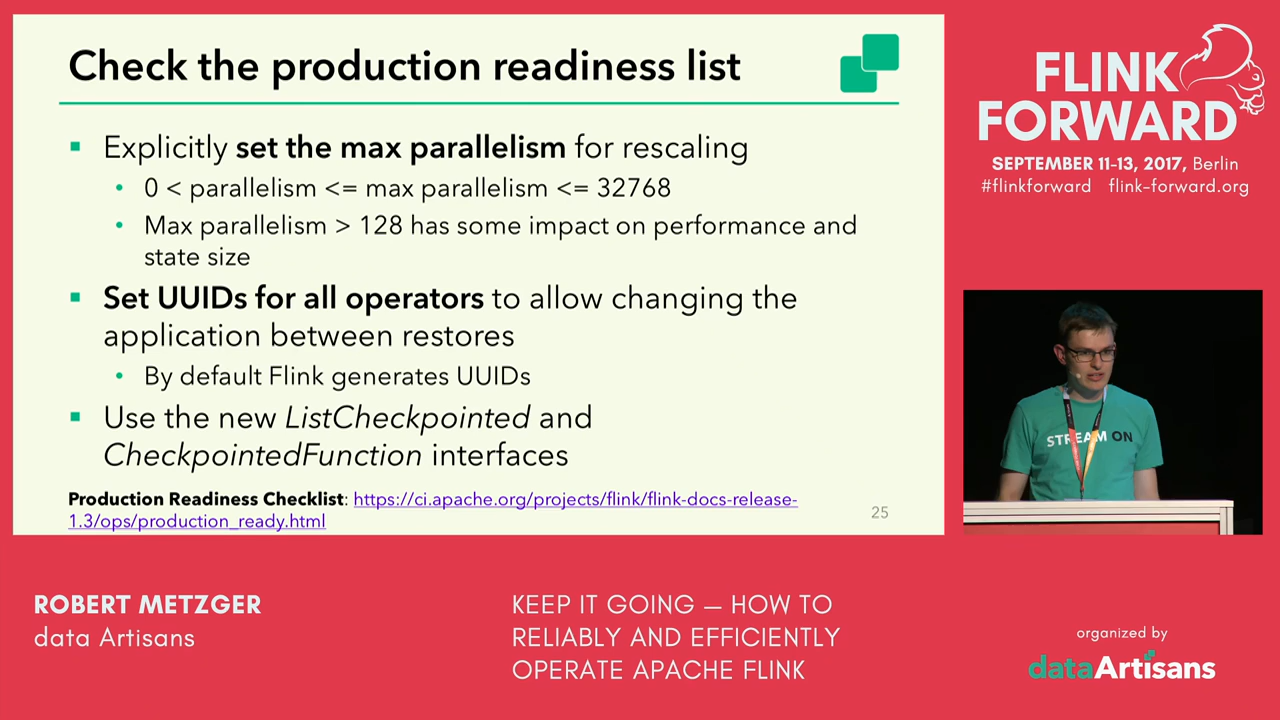 Check the production readiness list
Explicitly set the max parallelism for rescaling
0 < parallelism <= max parallelism <= 32768
Max parallelism > 128 has some impact on performance and
state size
Set UUIDs for all operators to allow changing the
application between restores
By default Flink generates UUIDs
Use the new ListCheckpointed and
CheckpointedFunction interfaces
Production Readiness Checklist: https://ci.apache.org/projects/flink/flink-docs-release-
1.3/ops/production_ready.html
25
FLINK
FORWARD
SEPTEMBER 11-13, 2017, Berlin
#flinkforward flink-forward.org
STREAM ON
ROBERT METZGER
data Artisans
KEEP IT GOING — HOW TO
RELIABLY AND EFFICIENTLY
OPERATE APACHE FLINK
organized by
dataArtisans